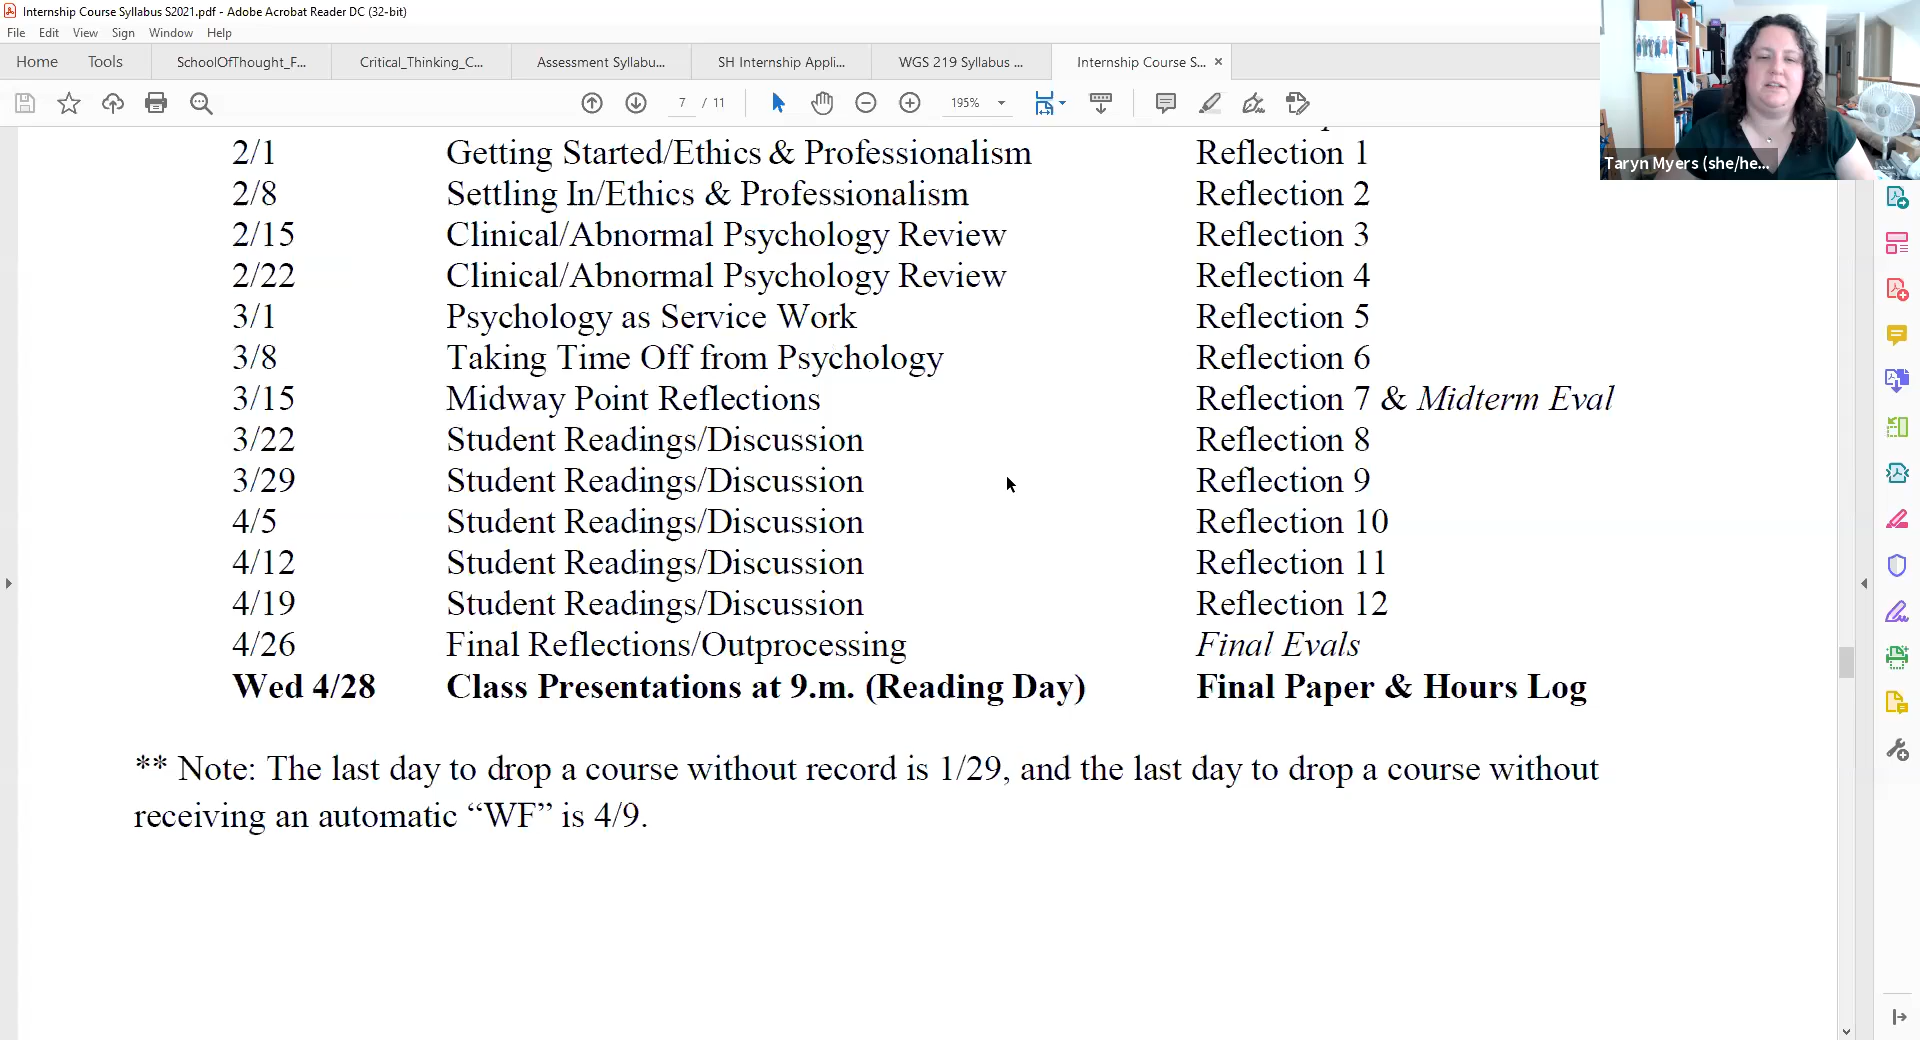 Internship Course Syllabus S2021.pdf - Adobe Acrobat Reader DC (32-bit)
File Edit View Sign Window Help
Home Tools SchoolOfThought_F... Critical_Thinking_C... Assessment Syllabu... SH Internship Appli... WGS 219 Syllabus ... Internship Course S... ×
7 / 11 195%
2/1 Getting Started/Ethics & Professionalism Reflection 1
Taryn Myers (she/he...
2/8 Settling In/Ethics & Professionalism Reflection 2
2/15 Clinical/Abnormal Psychology Review Reflection 3
2/22 Clinical/Abnormal Psychology Review Reflection 4
3/1 Psychology as Service Work Reflection 5
3/8 Taking Time Off from Psychology Reflection 6
3/15 Midway Point Reflections Reflection 7 & Midterm Eval
3/22 Student Readings/Discussion Reflection 8
3/29 Student Readings/Discussion Reflection 9
4/5 Student Readings/Discussion Reflection 10
4/12 Student Readings/Discussion Reflection 11
4/19 Student Readings/Discussion Reflection 12
4/26 Final Reflections/Outprocessing Final Evals
Wed 4/28 Class Presentations at 9.m. (Reading Day) Final Paper & Hours Log
** Note: The last day to drop a course without record is 1/29, and the last day to drop a course without
receiving an automatic “WF” is 4/9.